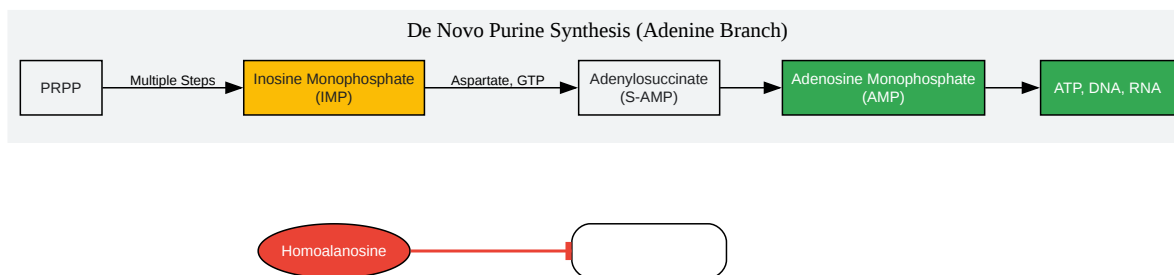 De Novo Purine Synthesis (Adenine Branch)
PRPP
Multiple Steps
Inosine Monophosphate
(IMP)
Aspartate, GTP
Adenylosuccinate
(S-AMP)
Adenosine Monophosphate
(AMP)
ATP, DNA, RNA
Homoalanosine